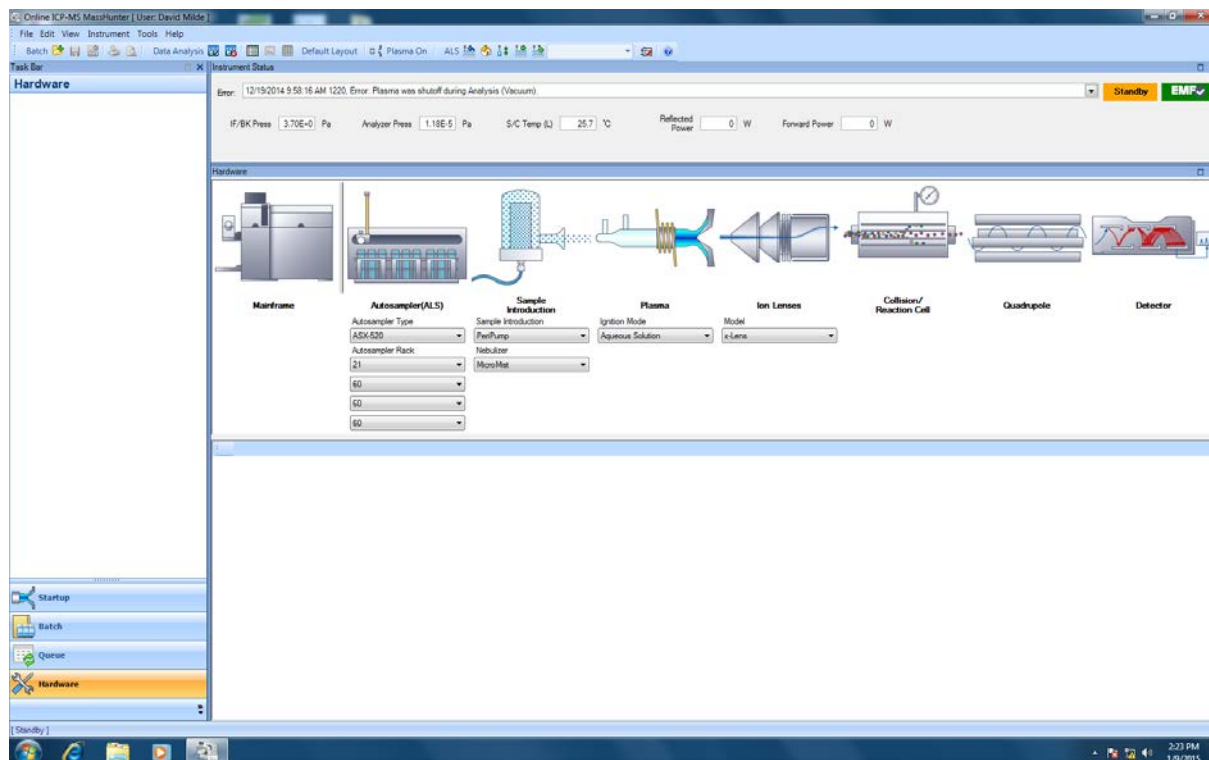 Online ICP-MS MassHunter [ User: David Milde ]
File Edit View Instrument Tools Help
Batch Data Analysis Default Layout Plasma On ALS
Task Bar
Instrument Status
Hardware
Error: 12/19/2014 9:58:16 AM 1220, Error. Plasma was shutoff during Analysis (Vacuum).
Standby
EMF
IF/BK Press 3.70E+0 Pa
Analyzer Press 1.18E-5 Pa
S/C Temp (L) 25.7 °C
Reflected Power 0 W
Forward Power 0 W
Hardware
Mainframe
Autosampler(ALS)
Sample Introduction
Plasma
Ion Lenses
Collision/
Reaction Cell
Quadrupole
Detector
Autosampler Type
Sample Introduction
Ignition Mode
Model
ASX-520
PeriPump
Aqueous Solution
x-Lens
Autosampler Rack
Nebulizer
21
MicroMist
60
60
60
Startup
Batch
Queue
Hardware
[ Standby ]
2:23 PM
1/9/2015